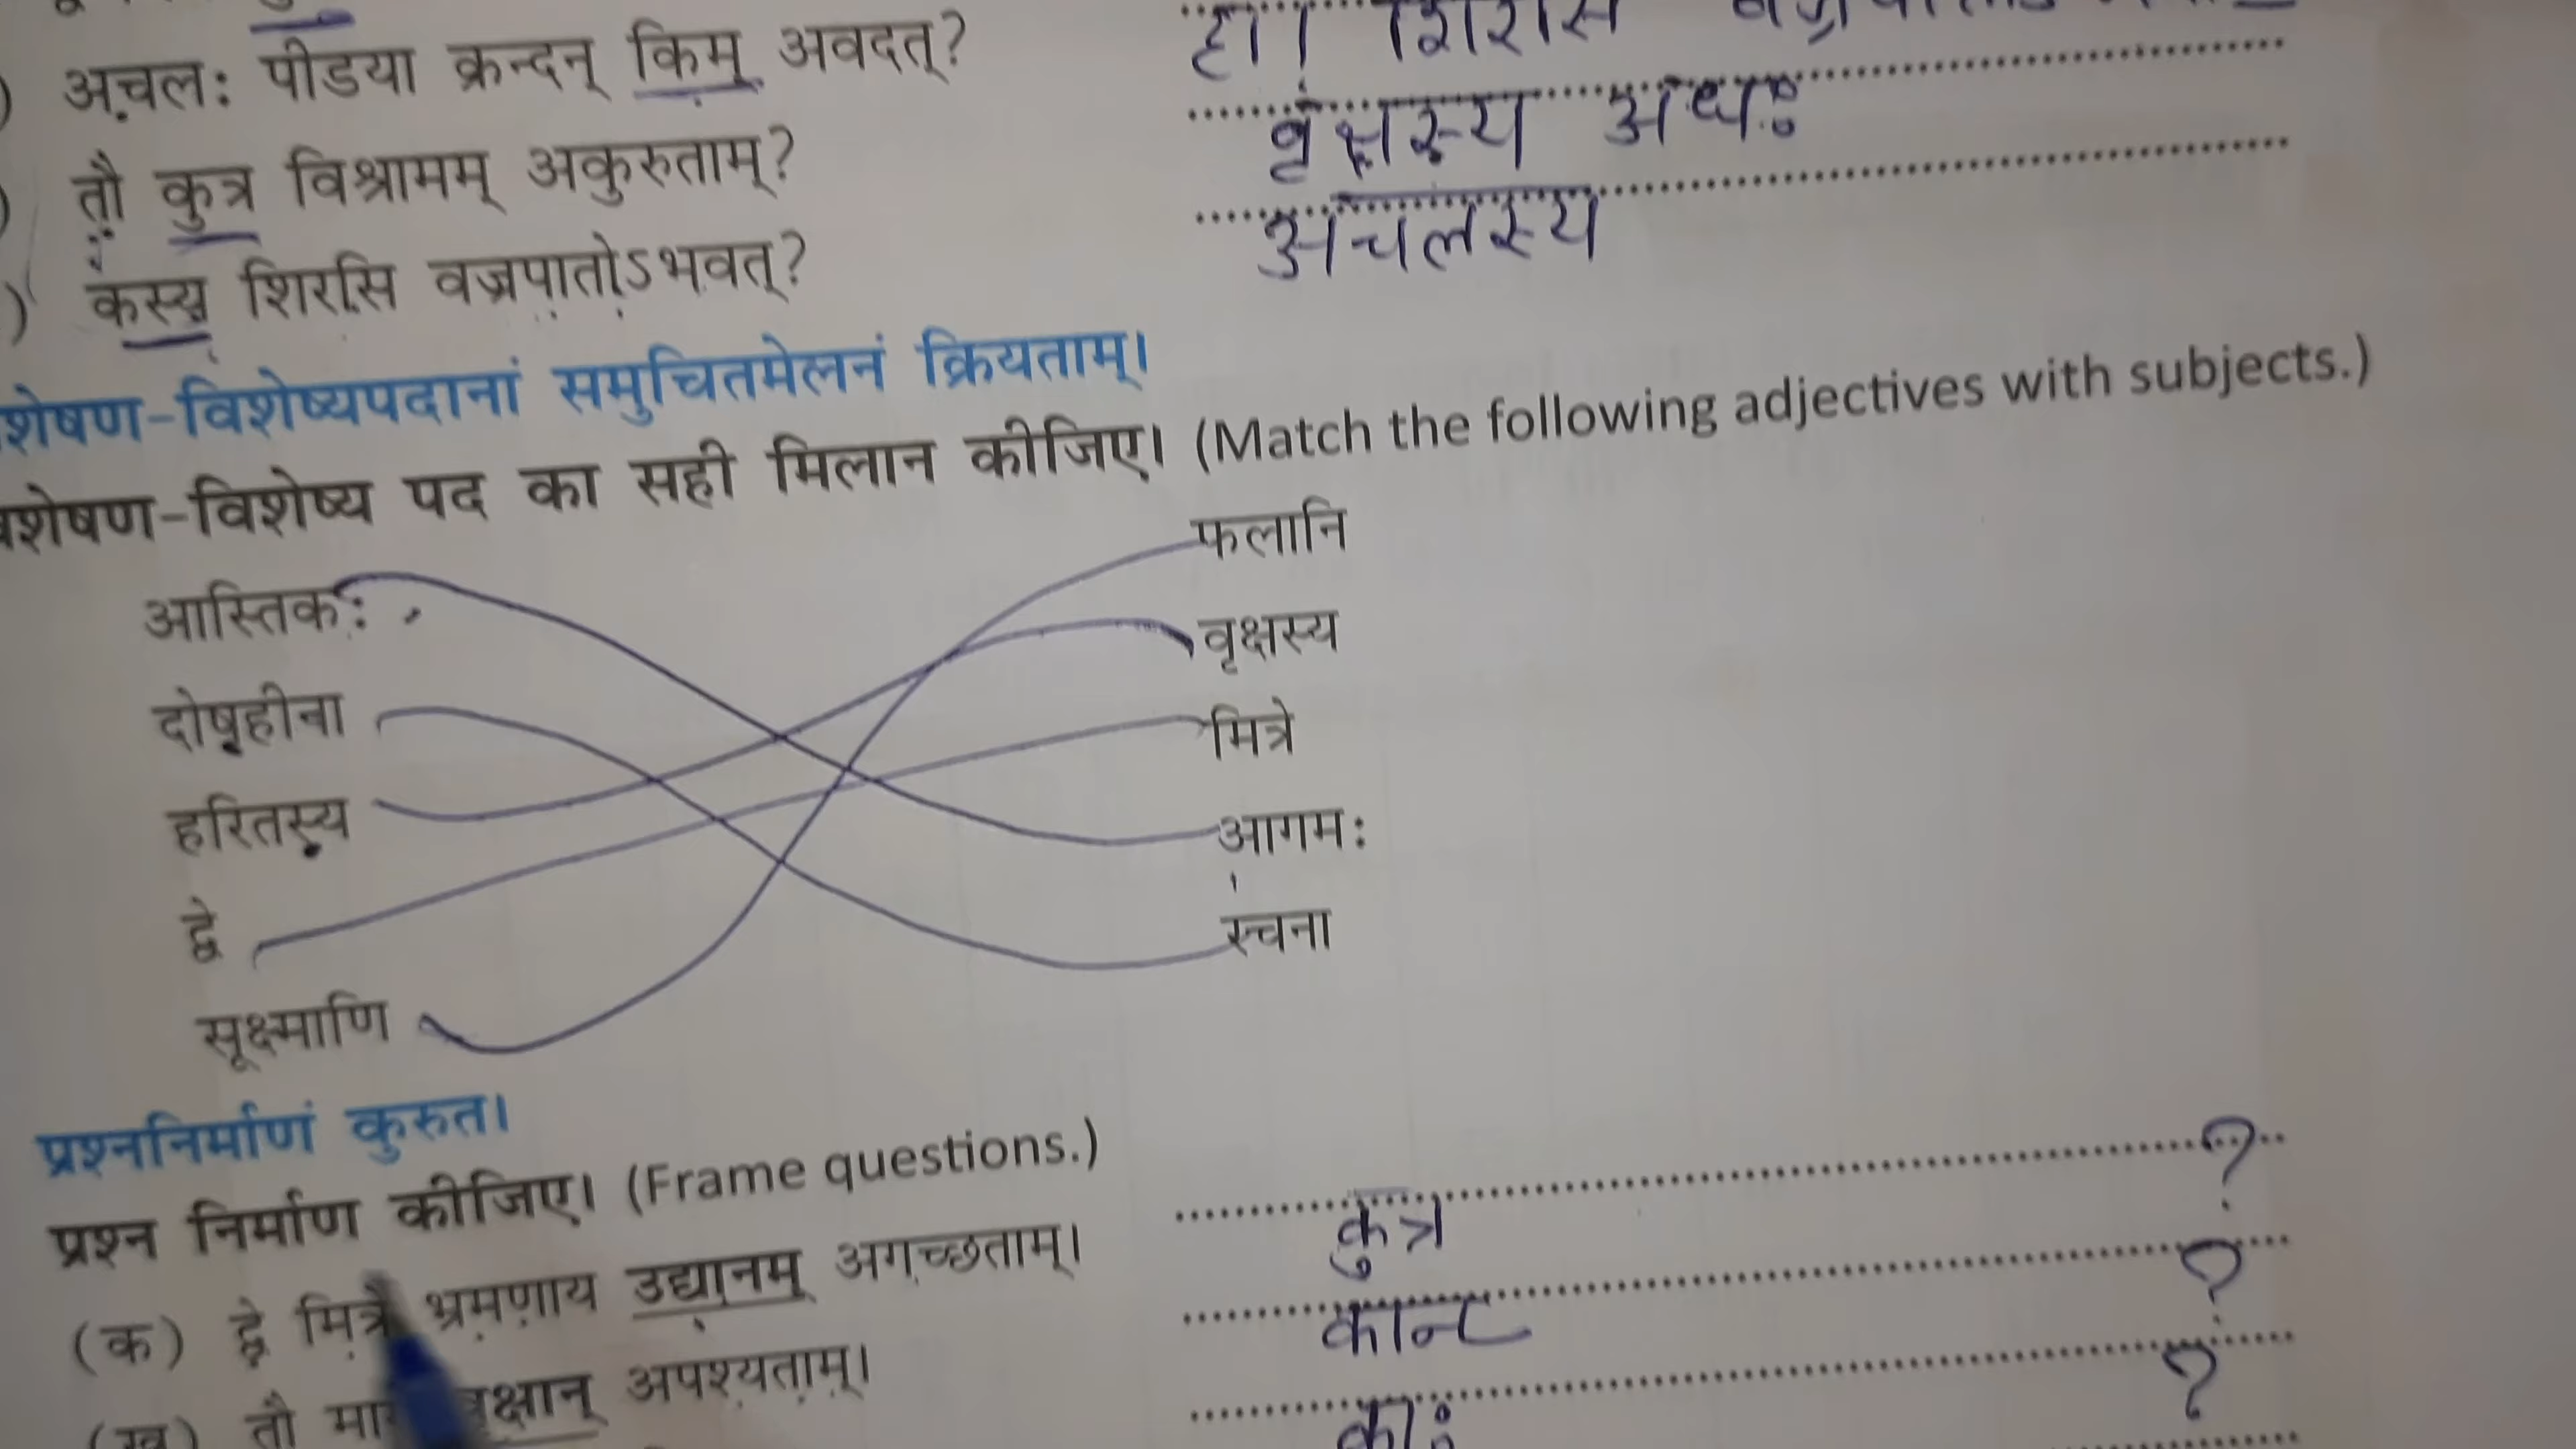 हा! शिरसि
) अचल: पीडया क्रन्दन् किम् अवदत्?
वृक्षस्य अधः
) तौ कुत्र विश्रामम् अकुरुताम्?
अचलस्य
) कस्य शिरसि वज्रपातोऽभवत्?
शेषण-विशेष्यपदानां समुचितमेलनं क्रियताम्।
शेषण-विशेष्य पद का सही मिलान कीजिए। (Match the following adjectives with subjects.)
आस्तिक: फलानि
दोषहीना वृक्षस्य
हरितस्य मित्रे
द्वे आगम:
सूक्ष्माणि रचना
प्रश्ननिर्माणं कुरुत।
प्रश्न निर्माण कीजिए। (Frame questions.)
(क) द्वे मित्रे भ्रमणाय उद्यानम् अगच्छताम्। कुत्र ?
(ख) तौ अपश्यताम्। कान् ?
काः ?